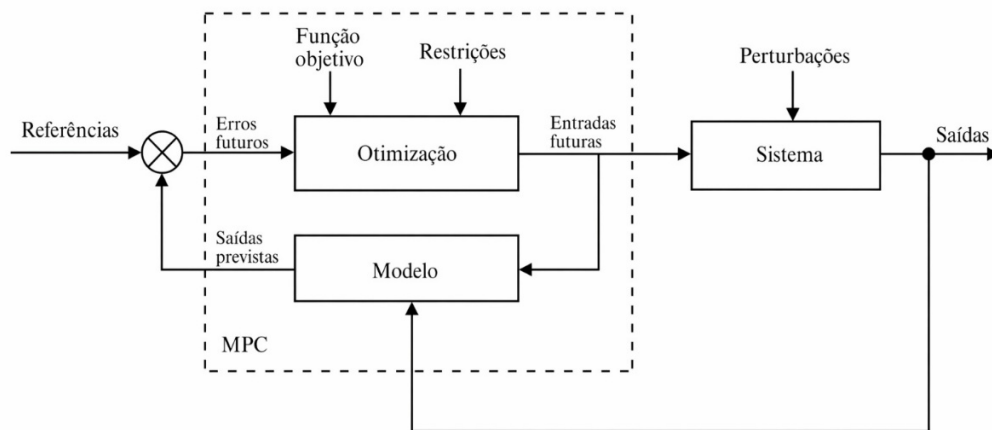 Função
objetivo
Restrições
Perturbações
Referências
Erros
futuros
Otimização
Entradas
futuras
Sistema
Saídas
Saídas
previstas
Modelo
MPC